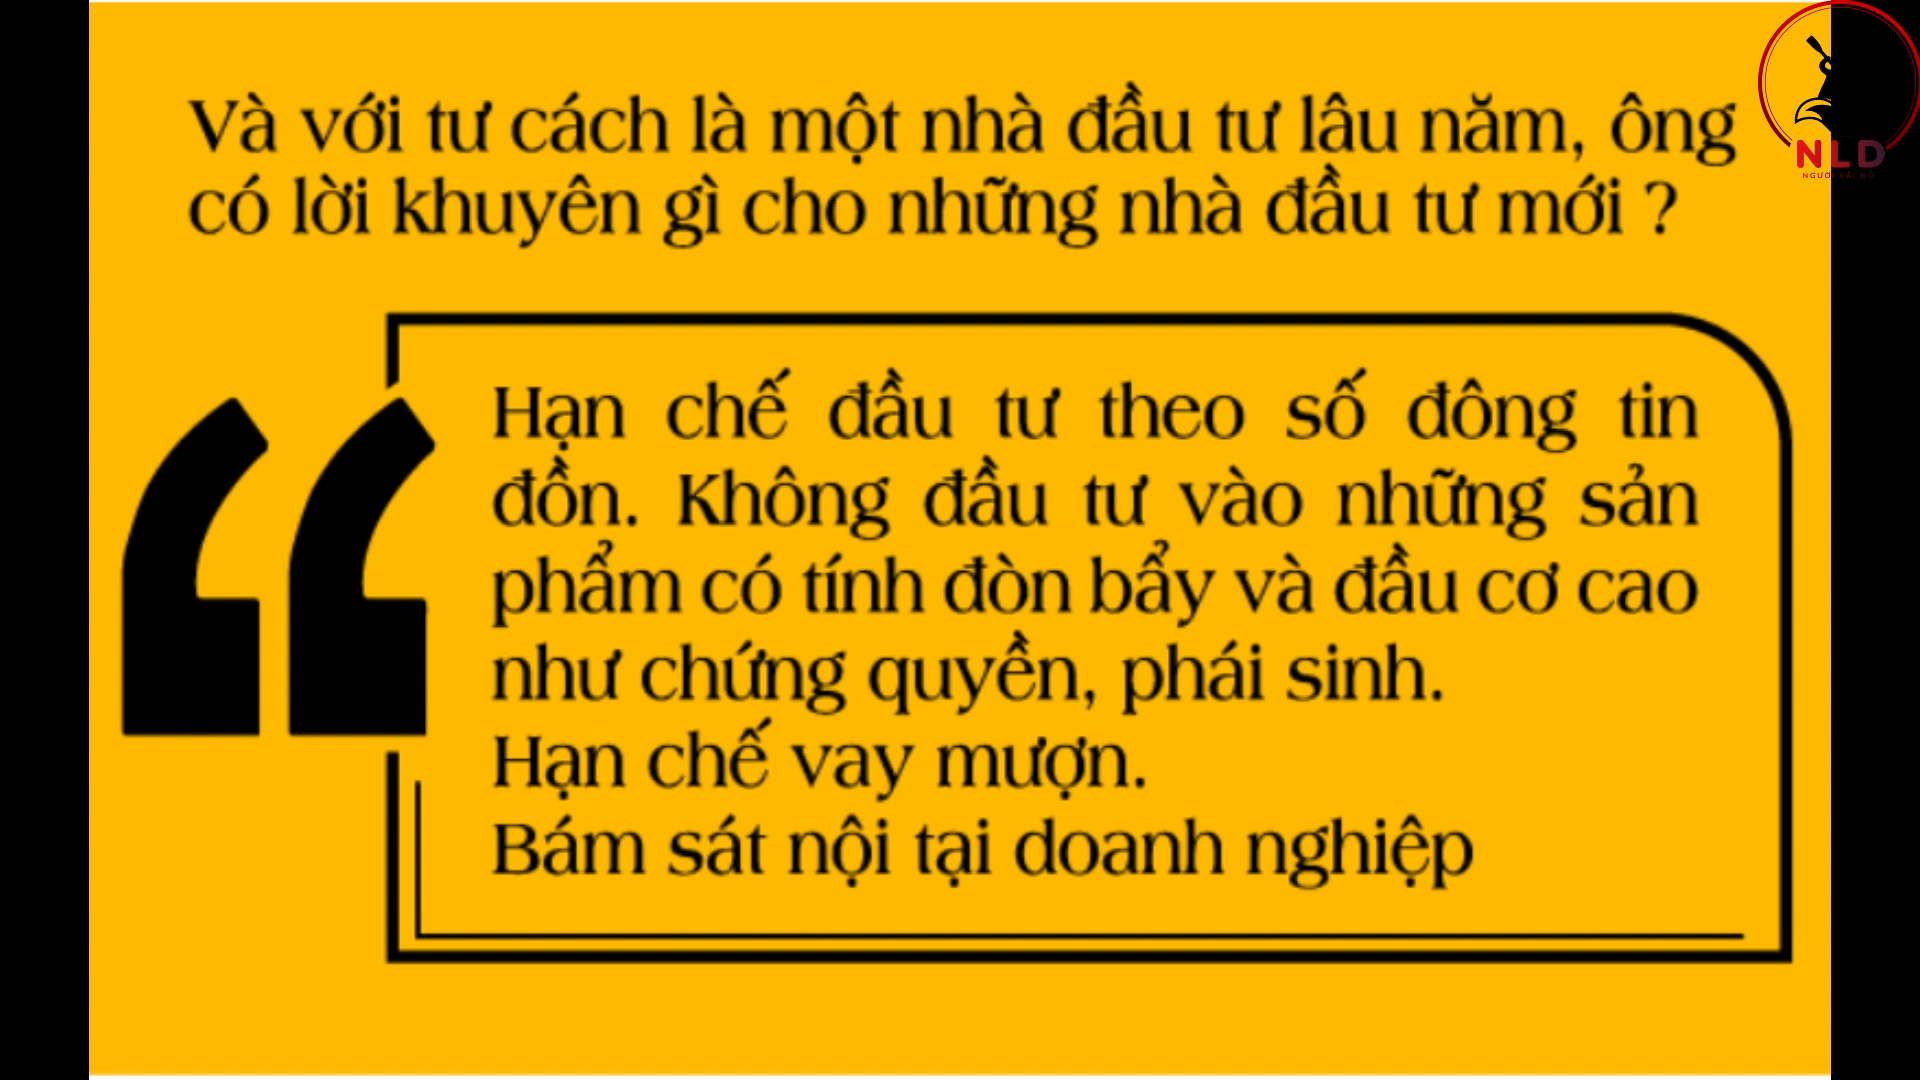 Và với tư cách là một nhà đầu tư lâu năm, ông
có lời khuyên gì cho những nhà đầu tư mới ?
Hạn chế đầu tư theo số đông tin
đồn. Không đầu tư vào những sản
phẩm có tính đòn bẩy và đầu cơ cao
như chứng quyền, phái sinh.
Hạn chế vay mượn.
Bám sát nội tại doanh nghiệp
NLD